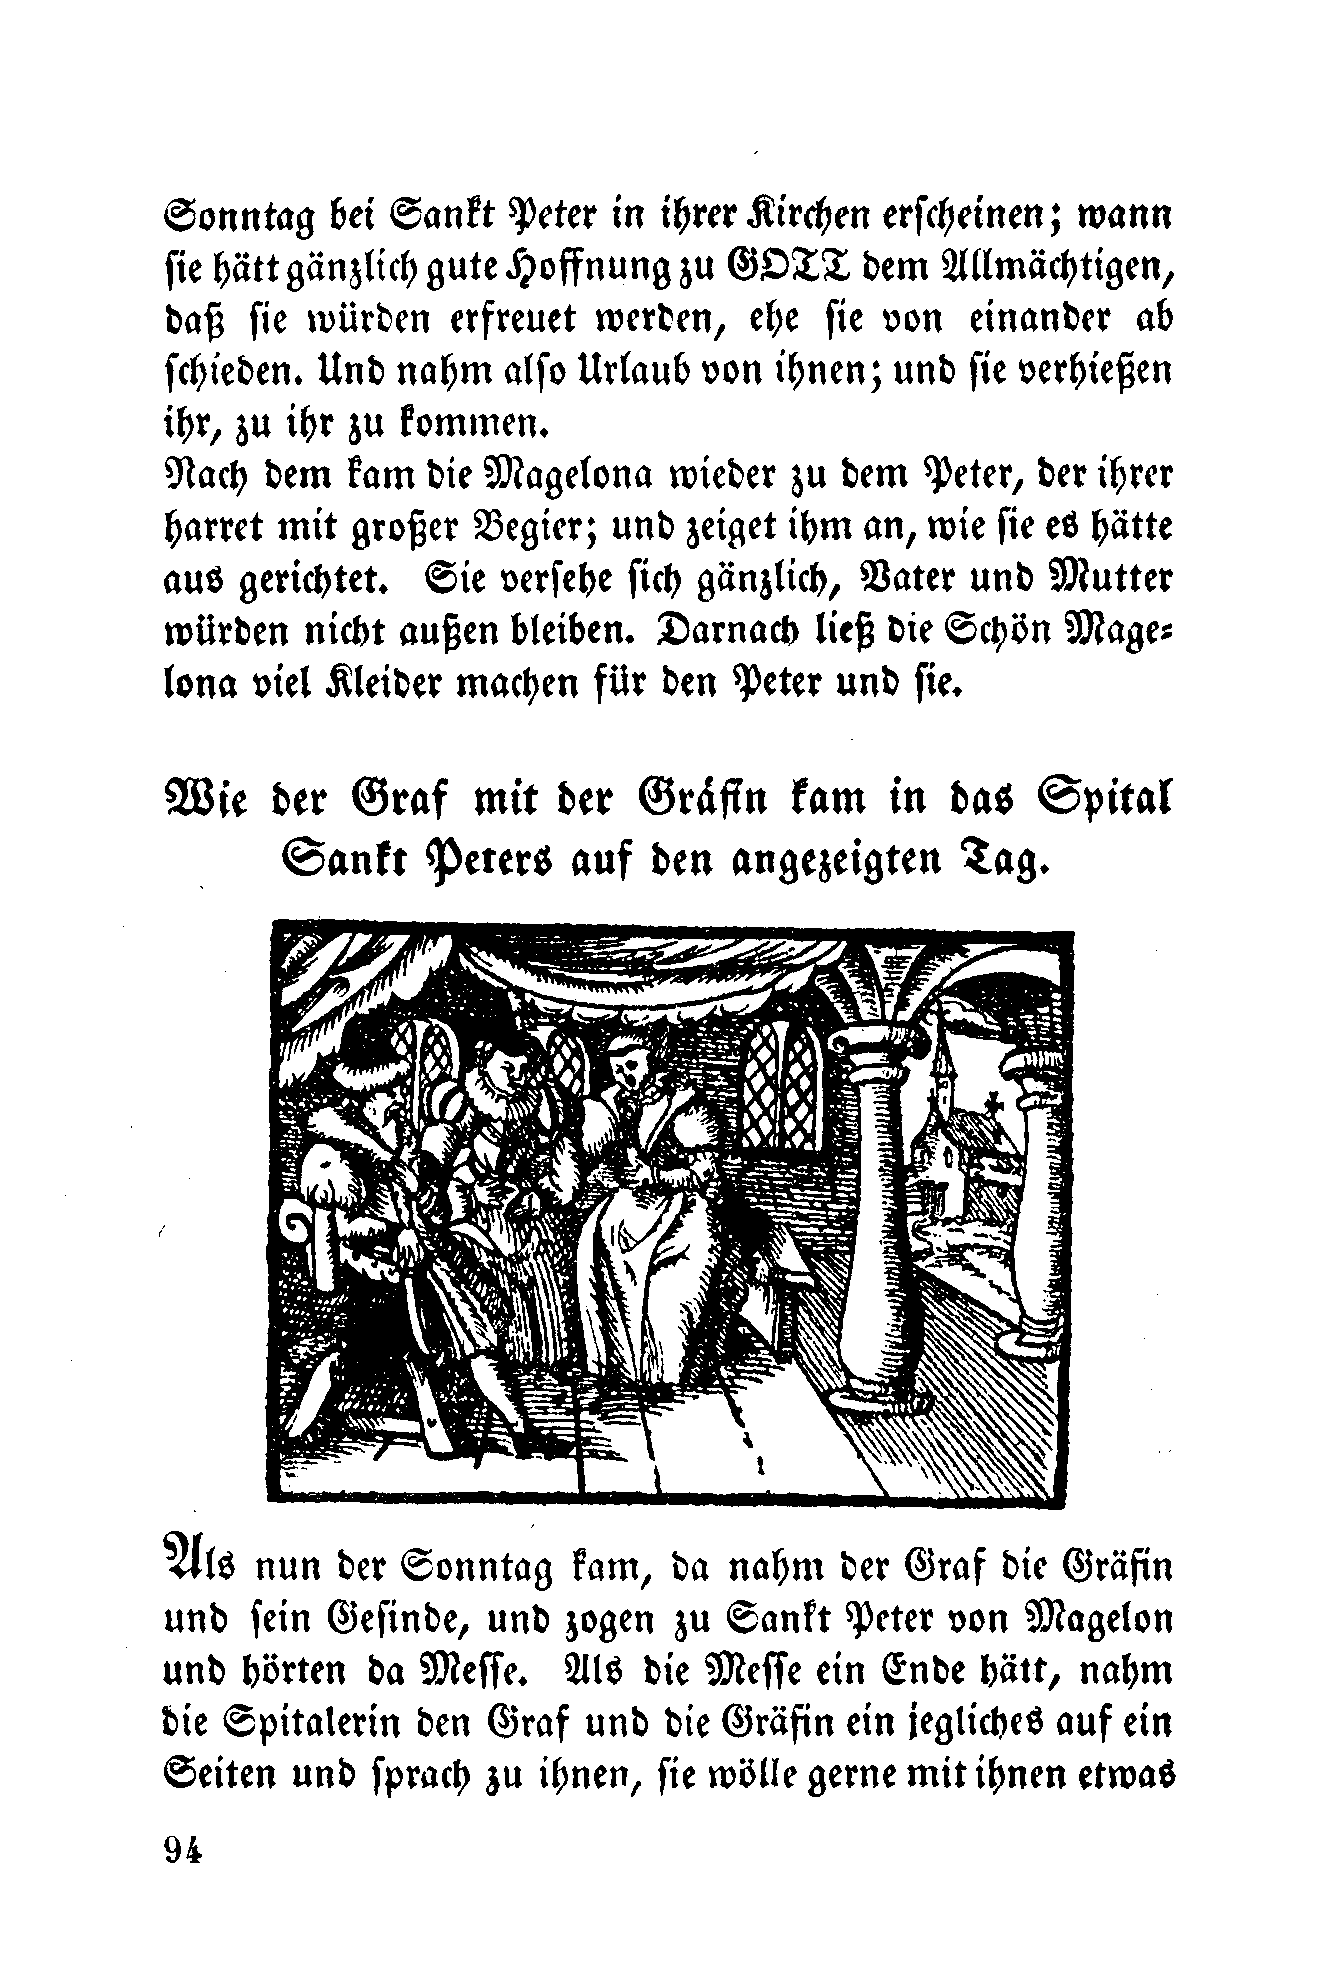 Sonntag bei Sankt Peter in ihrer Kirchen erscheinen; wann
sie hätt gänzlich gute Hoffnung zu GOTT dem Allmächtigen,
daß sie würden erfreuet werden, ehe sie von einander ab
schieden. Und nahm also Urlaub von ihnen; und sie verhießen
ihr, zu ihr zu kommen.
Nach dem kam die Magelona wieder zu dem Peter, der ihrer
harret mit großer Begier; und zeiget ihm an, wie sie es hätte
aus gerichtet. Sie versehe sich gänzlich, Vater und Mutter
würden nicht außen bleiben. Darnach ließ die Schön Mage-
lona viel Kleider machen für den Peter und sie.
Wie der Graf mit der Gräfin kam in das Spital
Sankt Peters auf den angezeigten Tag.
Als nun der Sonntag kam, da nahm der Graf die Gräfin
und sein Gesinde, und zogen zu Sankt Peter von Magelon
und hörten da Messe. Als die Messe ein Ende hätt, nahm
die Spitalerin den Graf und die Gräfin ein jegliches auf ein
Seiten und sprach zu ihnen, sie wölle gerne mit ihnen etwas
94